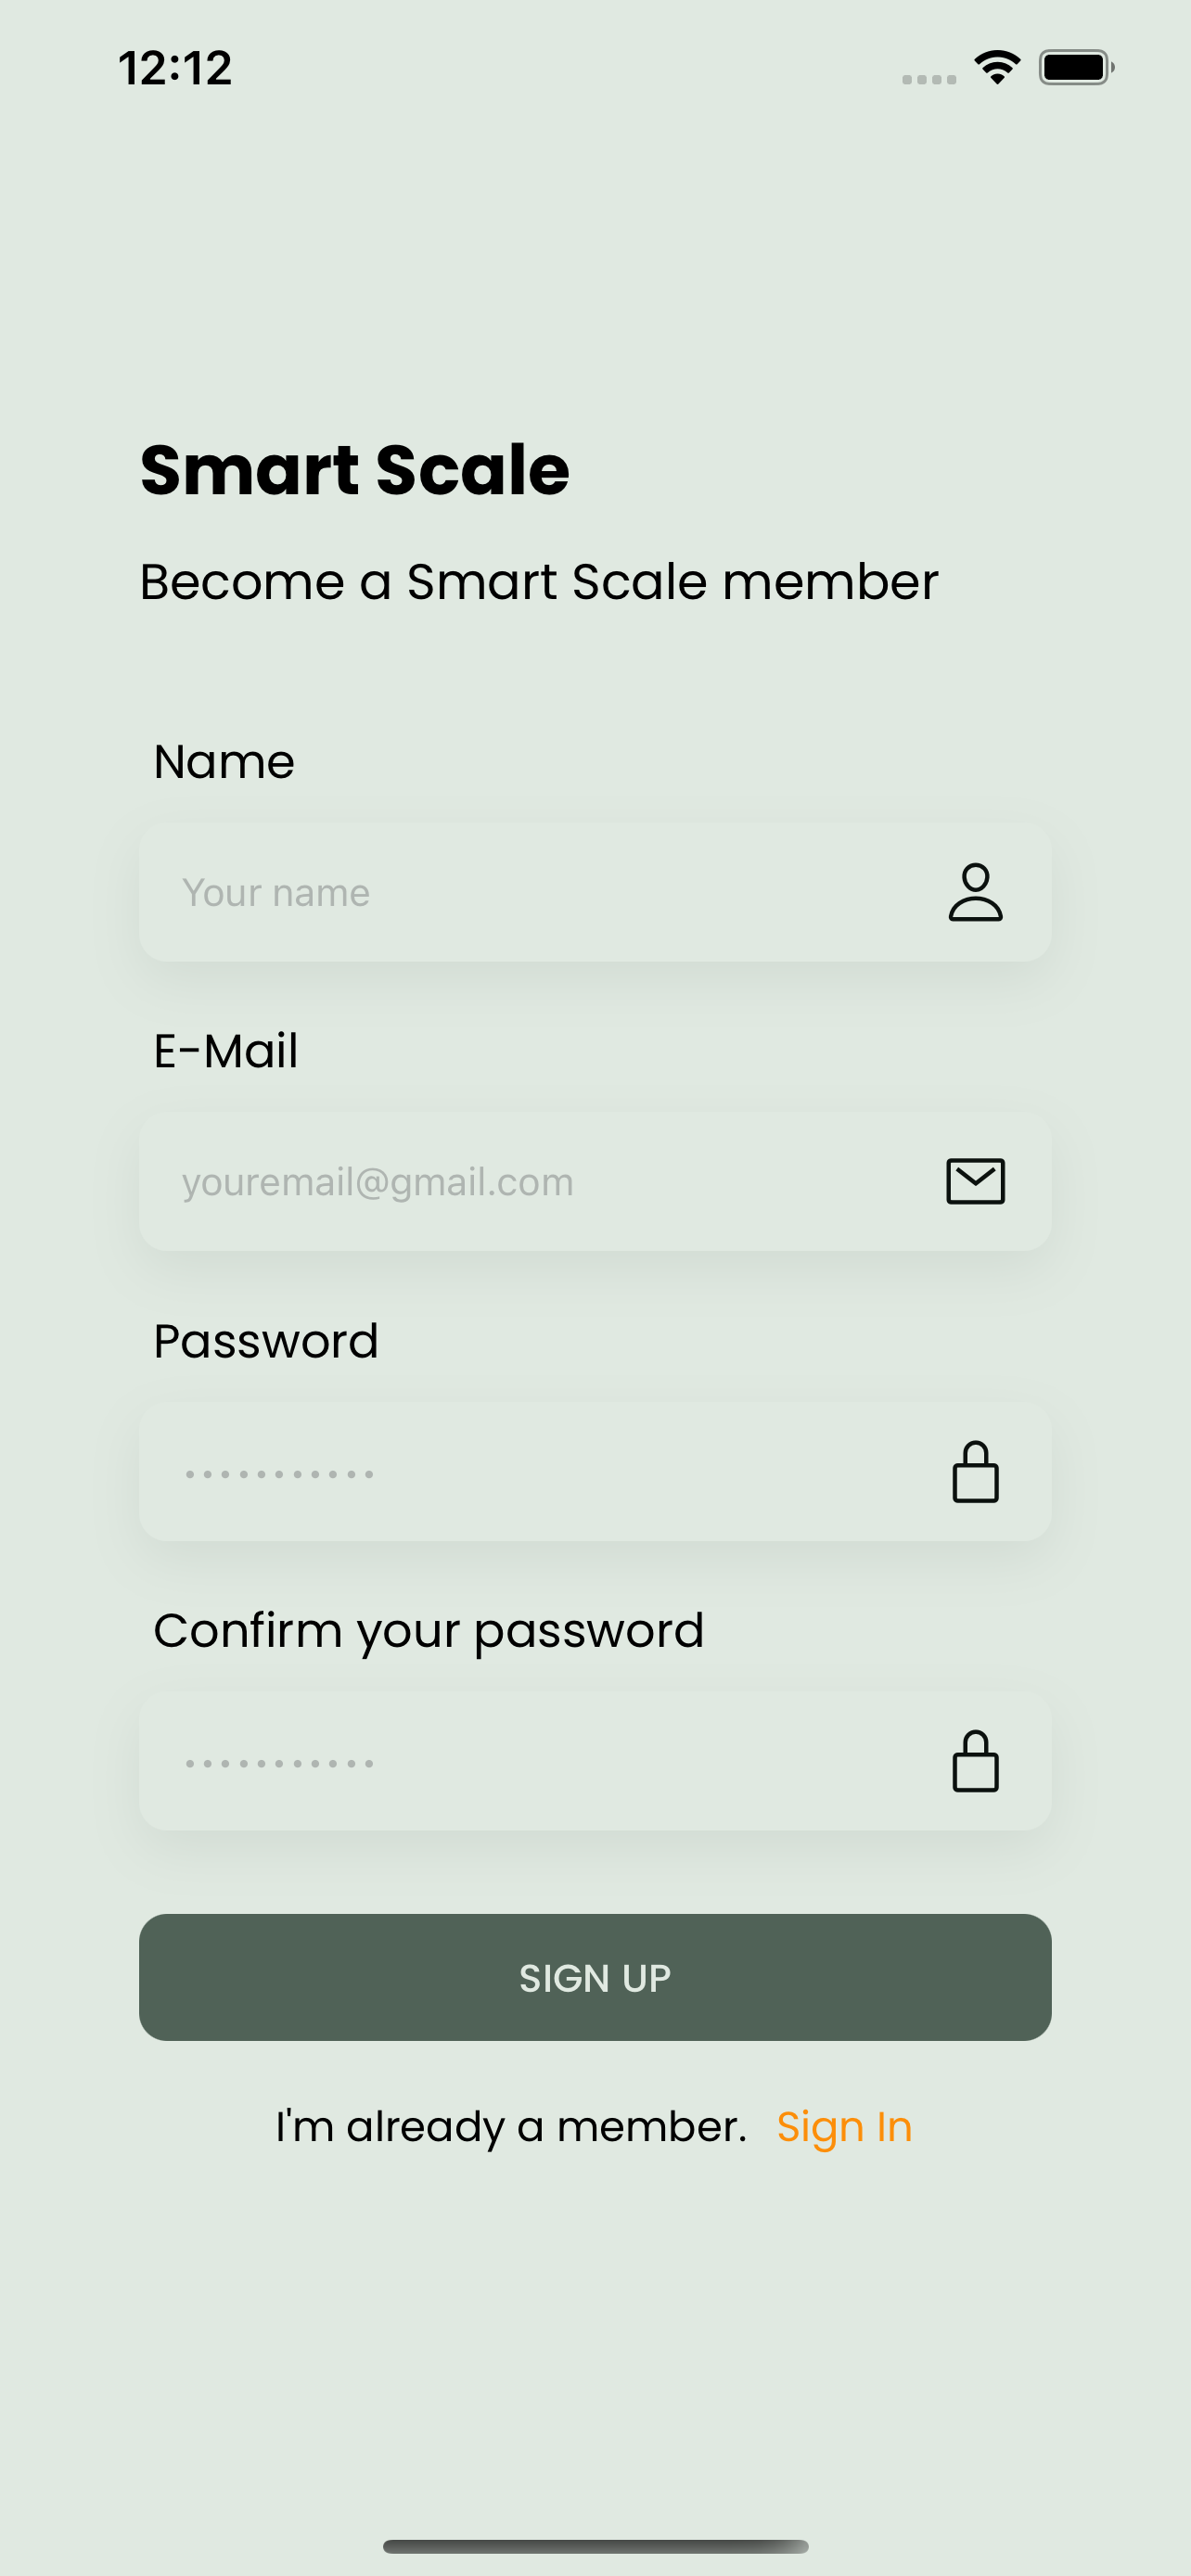 12:12
Smart Scale
Become a Smart Scale member
Name
Your name
E-Mail
youremail@gmail.com
Password
Confirm your password
SIGN UP
I'm already a member. Sign In